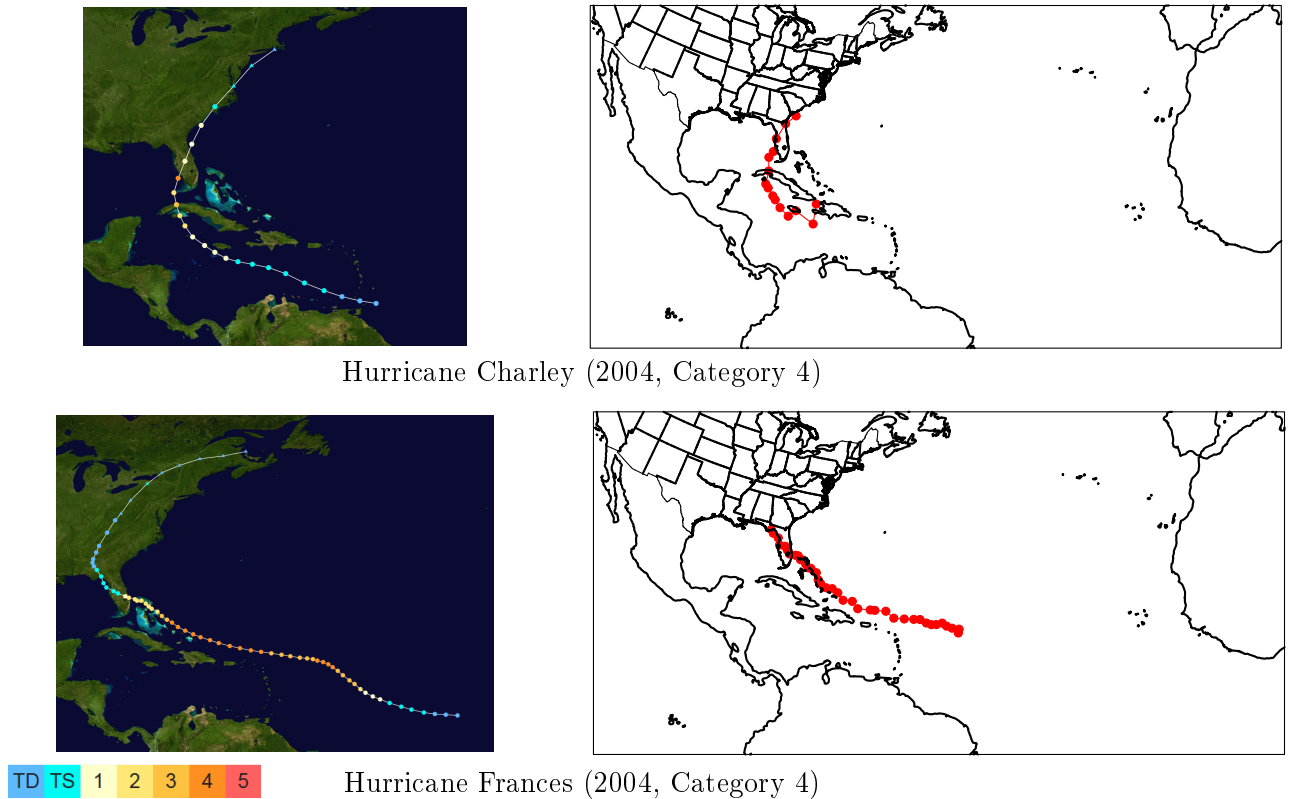 Hurricane Charley (2004, Category 4)
TD TS 1 2 3 4 5
Hurricane Frances (2004, Category 4)